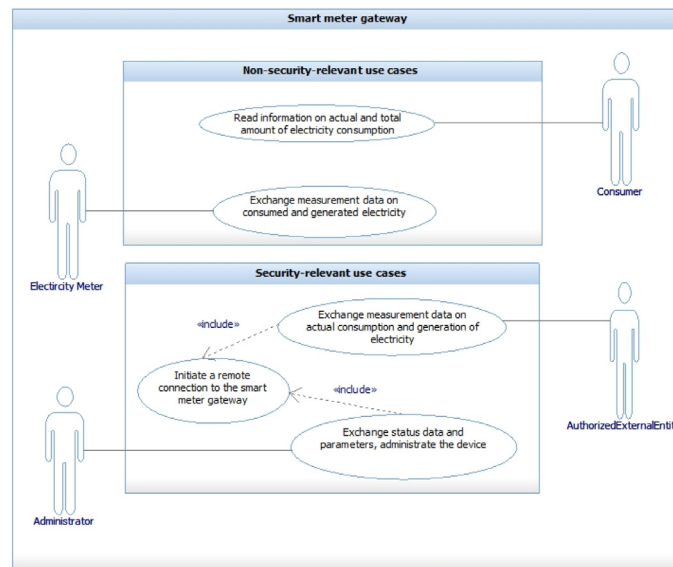 Smart meter gateway
Non-security-relevant use cases
Read information on actual and total
amount of electricity consumption
Consumer
Exchange measurement data on
consumed and generated electricity
Electircity Meter
Security-relevant use cases
Exchange measurement data on
actual consumption and generation of
electricity
«include»
Initiate a remote
connection to the smart
meter gateway
«include»
AuthorizedExternalEntit
Exchange status data and
parameters, administrate the device
Administrator